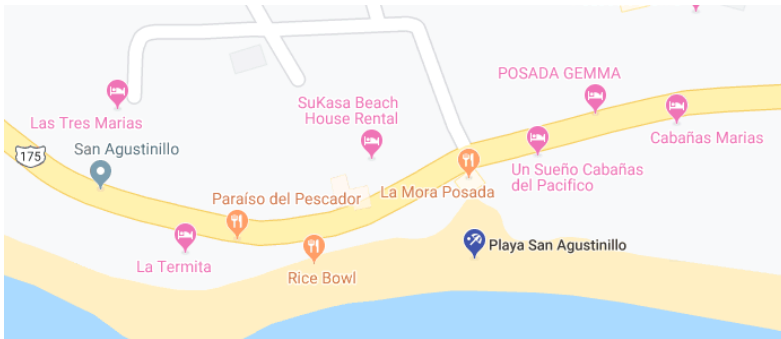 POSADA GEMMA
Las Tres Marias
SuKasa Beach
House Rental
Cabañas Marias
175
San Agustinillo
Un Sueño Cabañas
del Pacifico
Paraíso del Pescador
La Mora Posada
Playa San Agustinillo
La Termita
Rice Bowl